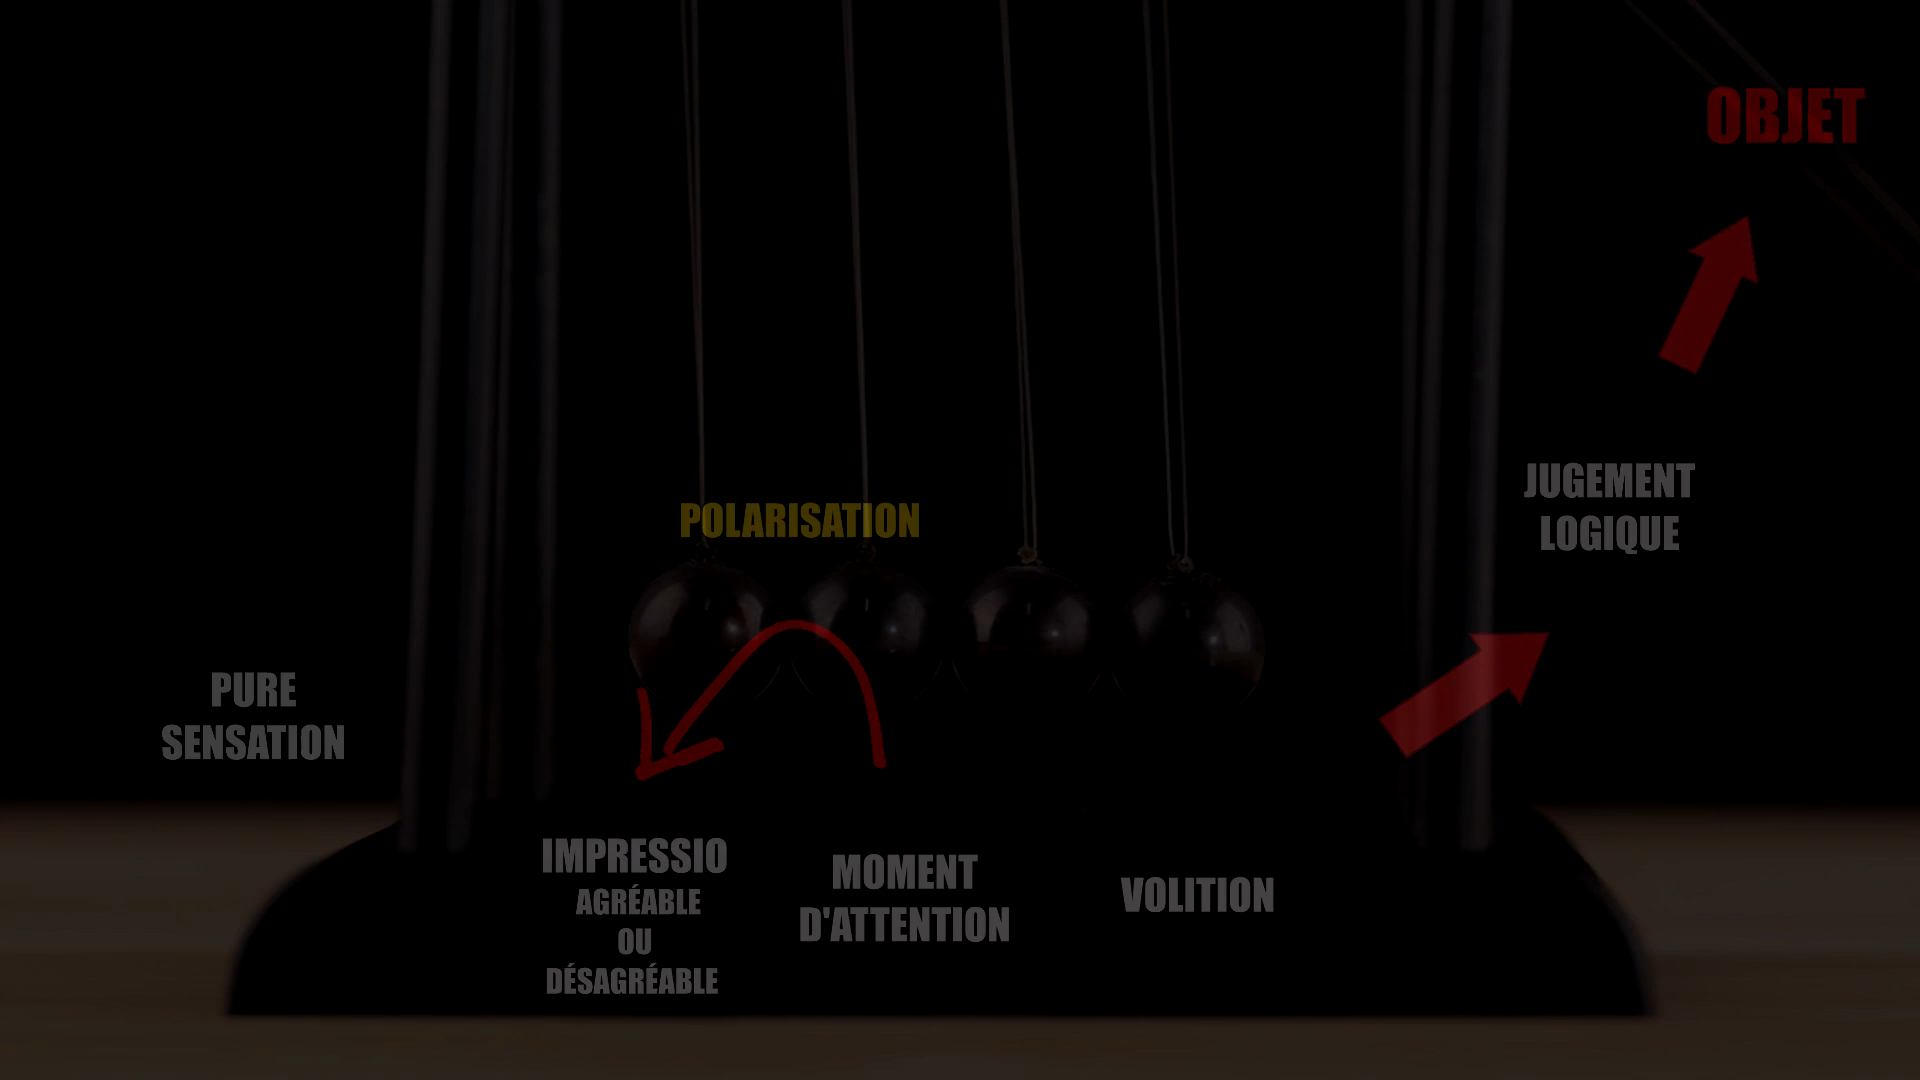 OBJET
JUGEMENT
LOGIQUE
POLARISATION
PURE
SENSATION
IMPRESSIO
AGRÉABLE
OU
DÉSAGRÉABLE
MOMENT
D'ATTENTION
VOLITION